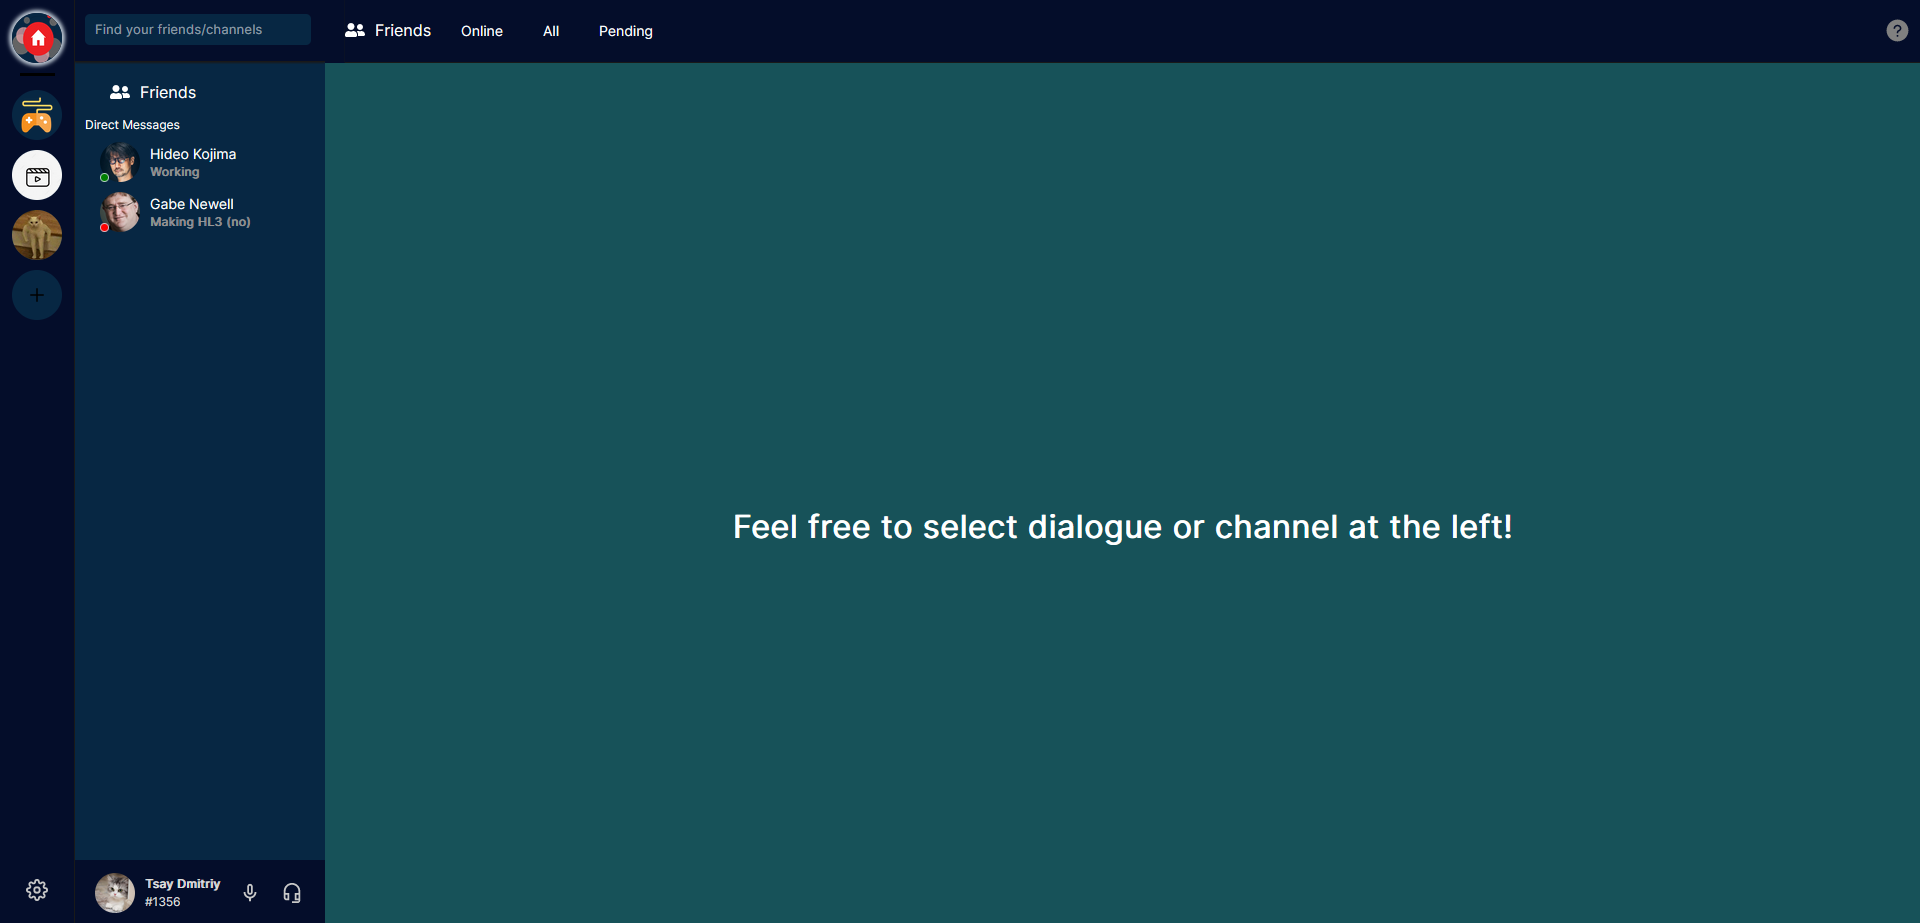 Find your friends/channels
Friends
Online
All
Pending
?
Friends
Direct Messages
Hideo Kojima
Working
Gabe Newell
Making HL3 (no)
Feel free to select dialogue or channel at the left!
Tsay Dmitriy
#1356